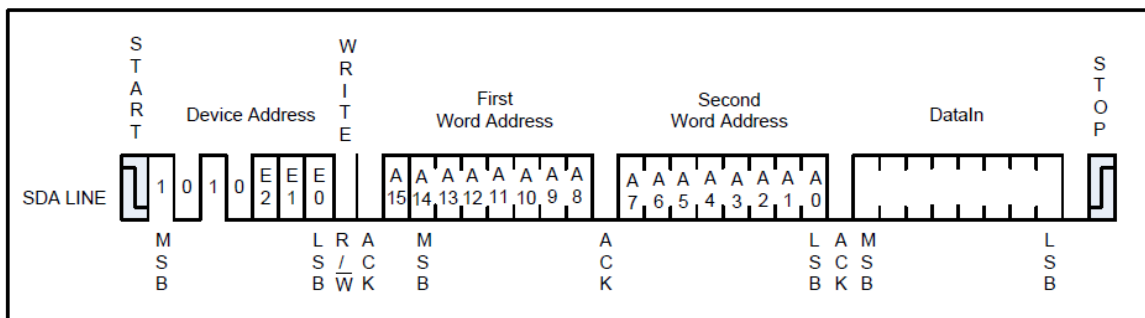 START
WRITE
STOP
Device Address
First
Word Address
Second
Word Address
DataIn
SDA LINE
1 0 1 0 E2 E1 E0
A15 A14 A13 A12 A11 A10 A9 A8
A7 A6 A5 A4 A3 A2 A1 A0
MSB
LSB
R/W
ACK
MSB
ACK
LSB
ACK
MSB
LSB